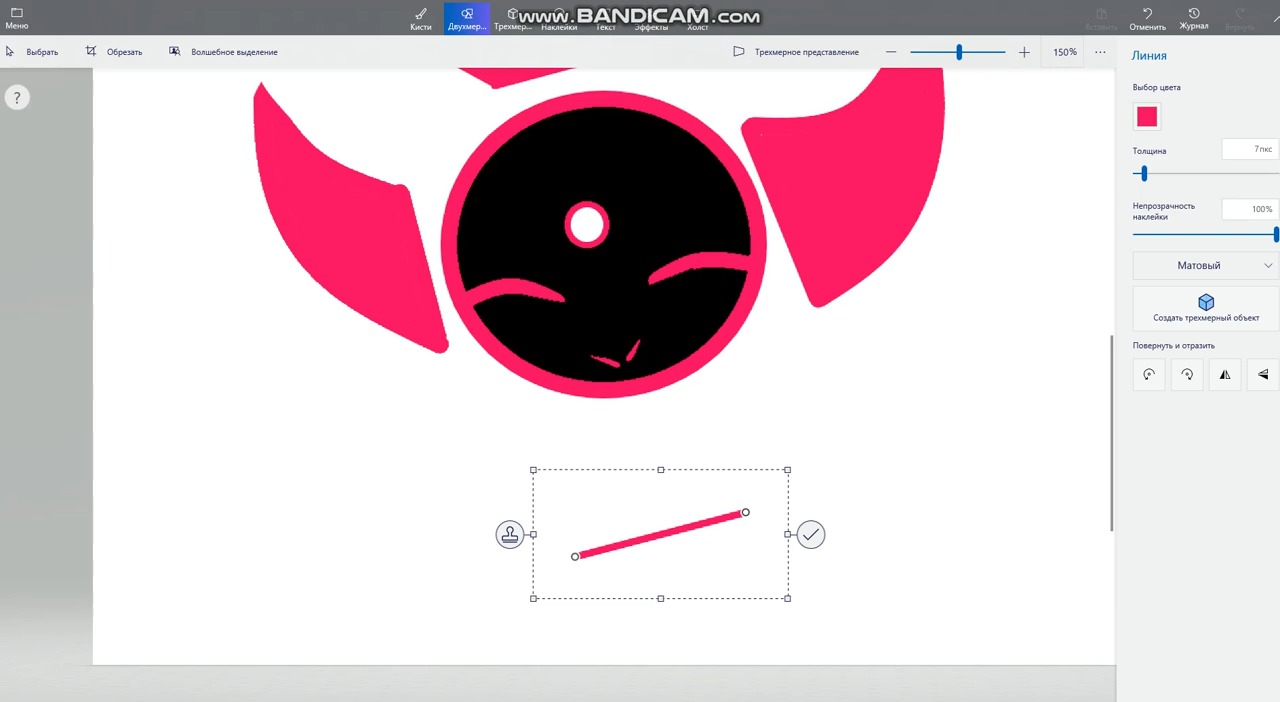 www.BANDICAM.com
Меню
Кисти
Двухмер...
Трехмер...
Наклейки
Текст
Эффекты
Холст
Вставить
Отменить
Журнал
Вернуть
Выбрать
Обрезать
Волшебное выделение
Трехмерное представление
150%
...
Линия
?
Выбор цвета
Толщина
7пкс
Непрозрачность
наклейки
100%
Матовый
Создать трехмерный объект
Повернуть и отразить